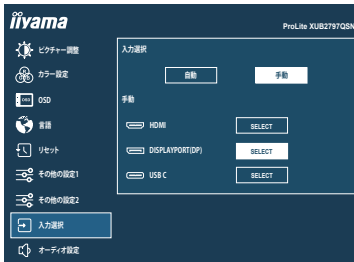 iiyama
ProLite XUB2797QSN
ピクチャー調整
カラー設定
OSD
OSD
言語
リセット
その他の設定1
その他の設定2
入力選択
オーディオ設定
入力選択
自動
手動
手動
HDMI
SELECT
DISPLAYPORT(DP)
SELECT
USB C
SELECT